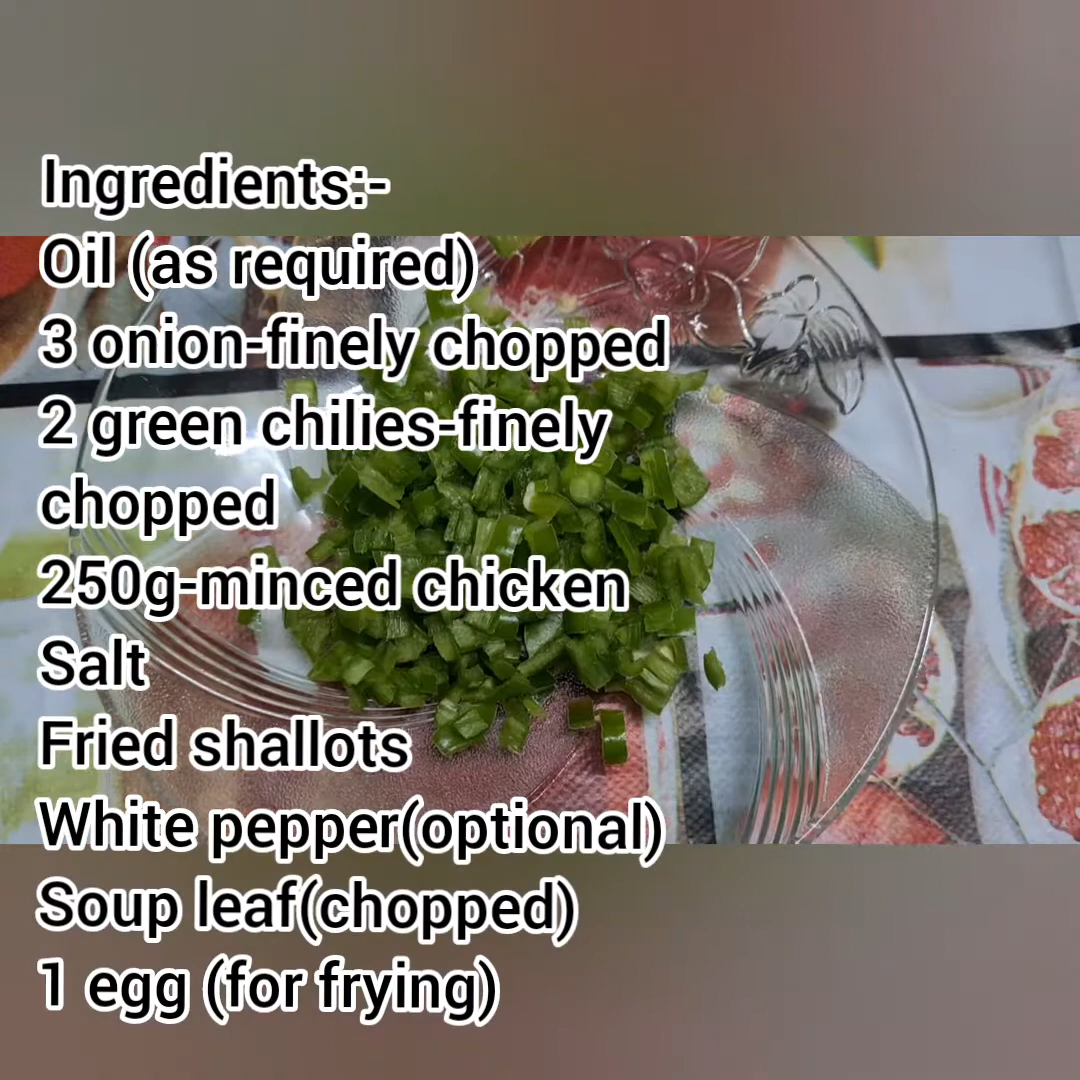 Ingredients:-
Oil (as required)
3 onion-finely chopped
2 green chilies-finely
chopped
250g-minced chicken
Salt
Fried shallots
White pepper(optional)
Soup leaf(chopped)
1 egg (for frying)